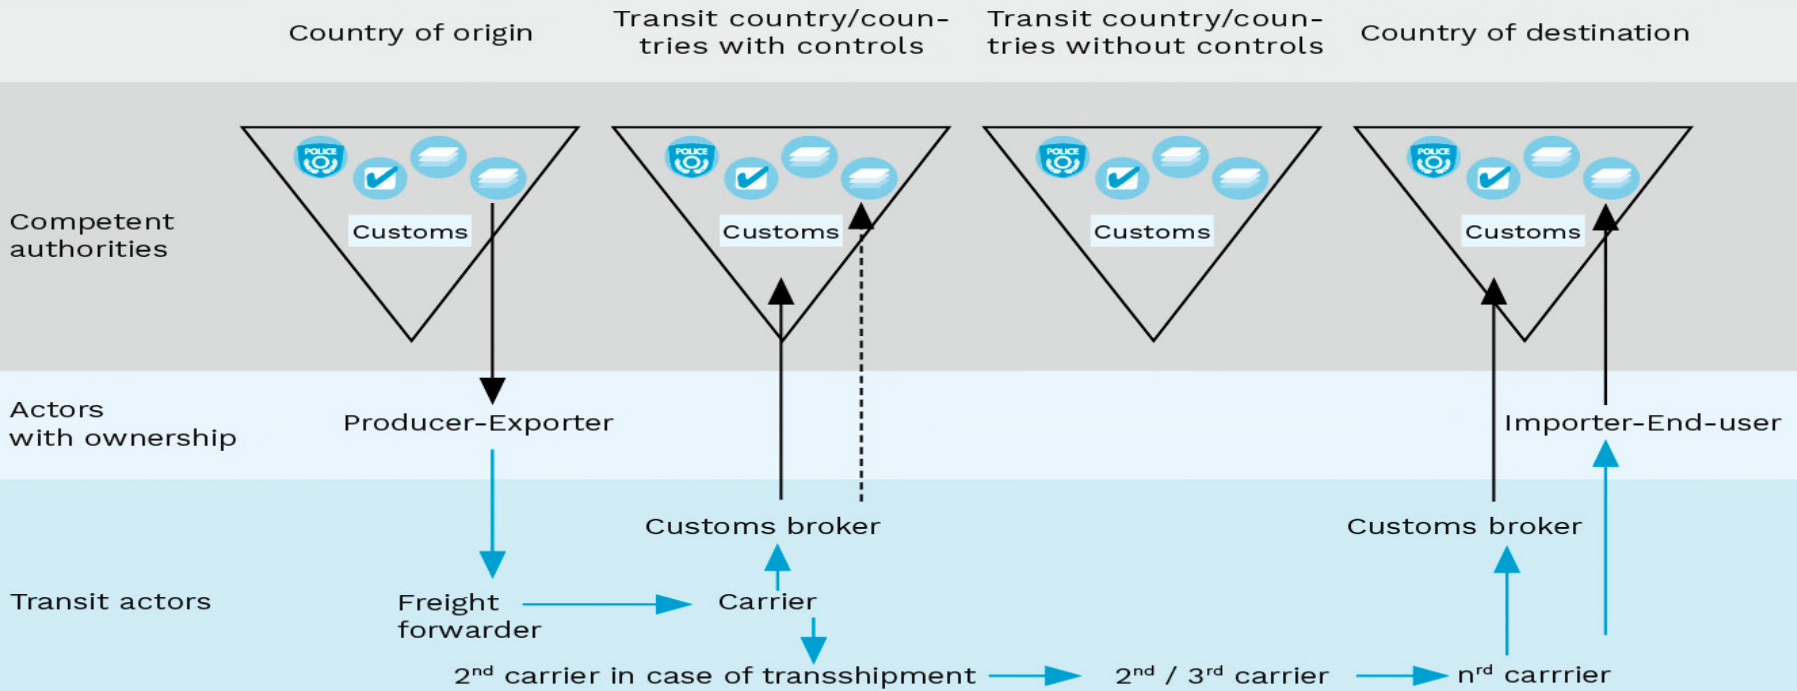 Country of origin
Transit country/coun-
tries with controls
Transit country/coun-
tries without controls
Country of destination
Competent
authorities
POLICE
Customs
POLICE
Customs
POLICE
Customs
POLICE
Customs
Actors
with ownership
Producer-Exporter
Importer-End-user
Transit actors
Customs broker
Customs broker
Freight
forwarder
Carrier
2nd carrier in case of transshipment
2nd / 3rd carrier
nrd carrrier